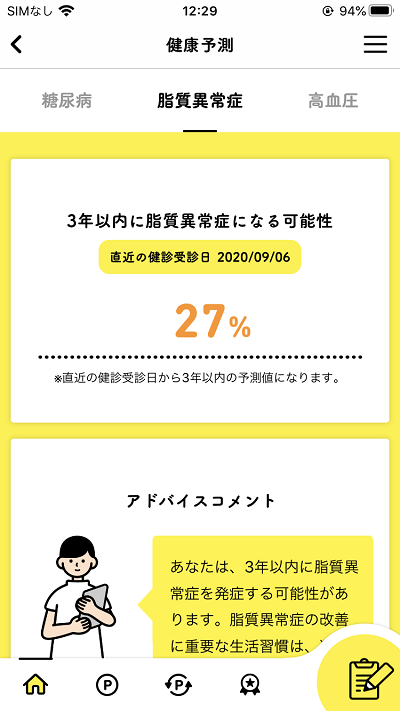 SIMなし 12:29 94%
健康予測
糖尿病 脂質異常症 高血圧
3年以内に脂質異常症になる可能性
直近の健診受診日 2020/09/06
27%
※直近の健診受診日から3年以内の予測値になります。
アドバイスコメント
あなたは、3年以内に脂質異
常症を発症する可能性があ
ります。脂質異常症の改善
に重要な生活習慣は、
P P